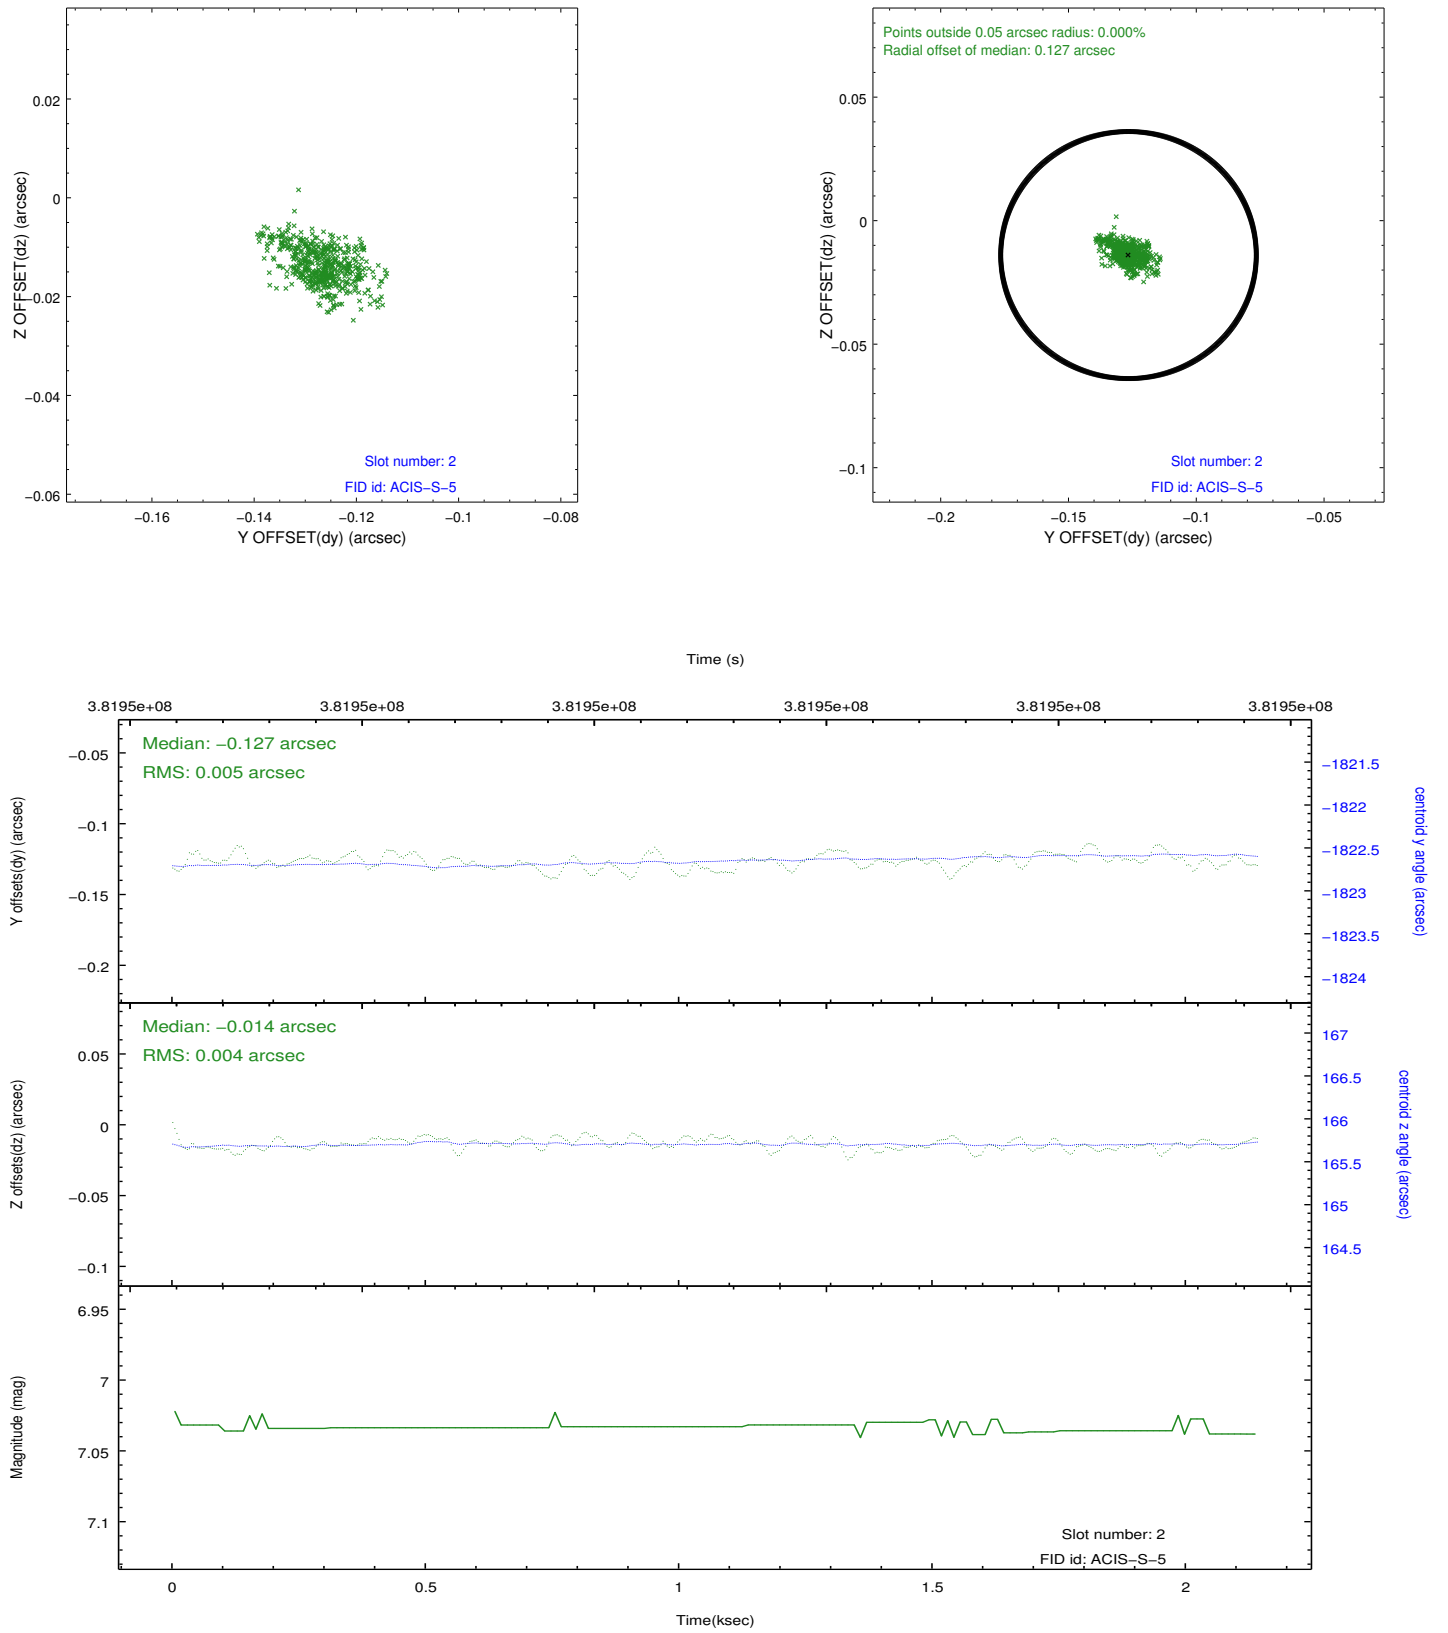 0.02
0
−0.02
−0.04
−0.06
Z OFFSET(dz) (arcsec)
Slot number: 2
FID id: ACIS−S−5
−0.16
−0.14
−0.12
−0.1
−0.08
Y OFFSET(dy) (arcsec)
Points outside 0.05 arcsec radius: 0.000%
Radial offset of median: 0.127 arcsec
0.05
0
−0.05
−0.1
Z OFFSET(dz) (arcsec)
Slot number: 2
FID id: ACIS−S−5
−0.2
−0.15
−0.1
−0.05
Y OFFSET(dy) (arcsec)
Time (s)
3.8195e+08
3.8195e+08
3.8195e+08
3.8195e+08
3.8195e+08
3.8195e+08
Median: −0.127 arcsec
RMS: 0.005 arcsec
−0.05
−0.1
−0.15
−0.2
Y offsets(dy) (arcsec)
−1821.5
−1822
−1822.5
−1823
−1823.5
−1824
centroid y angle (arcsec)
Median: −0.014 arcsec
RMS: 0.004 arcsec
0.05
0
−0.05
−0.1
Z offsets(dz) (arcsec)
167
166.5
166
165.5
165
164.5
centroid z angle (arcsec)
6.95
7
7.05
7.1
Magnitude (mag)
Slot number: 2
FID id: ACIS−S−5
0
0.5
1
1.5
2
Time(ksec)